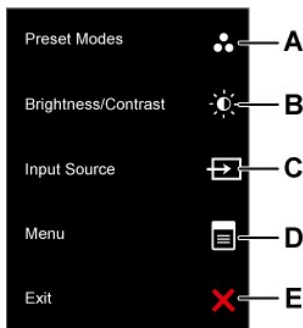 Preset Modes A
Brightness/Contrast B
Input Source C
Menu D
Exit E